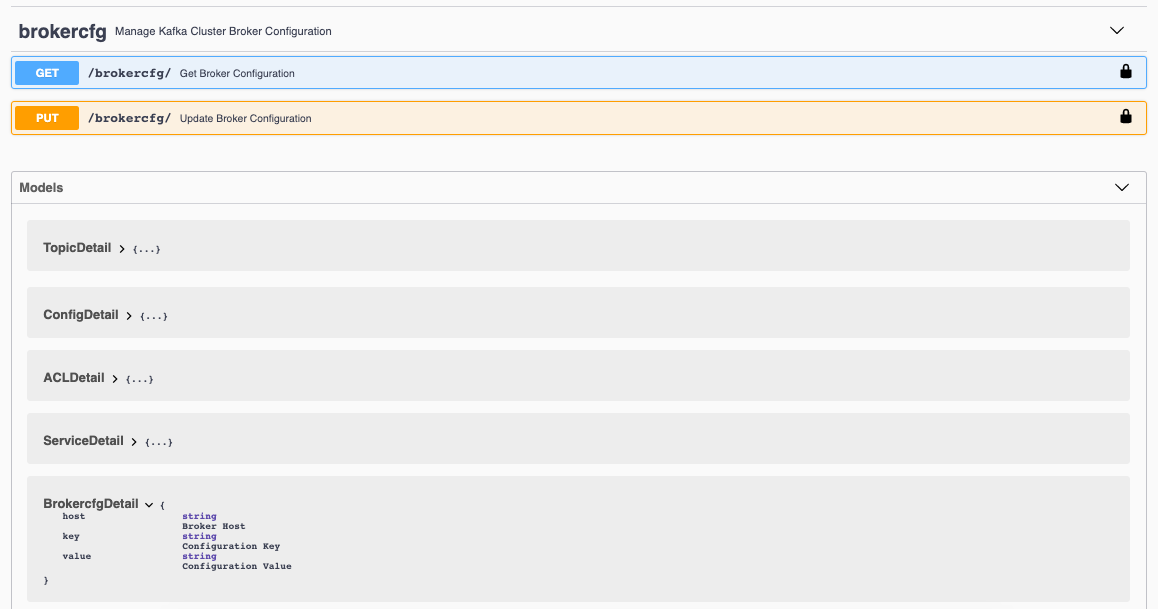 brokercfg Manage Kafka Cluster Broker Configuration
GET /brokercfg/ Get Broker Configuration
PUT /brokercfg/ Update Broker Configuration
Models
TopicDetail > {...}
ConfigDetail > {...}
ACLDetail > {...}
ServiceDetail > {...}
BrokercfgDetail {
host string
Broker Host
key string
Configuration Key
value string
Configuration Value
}